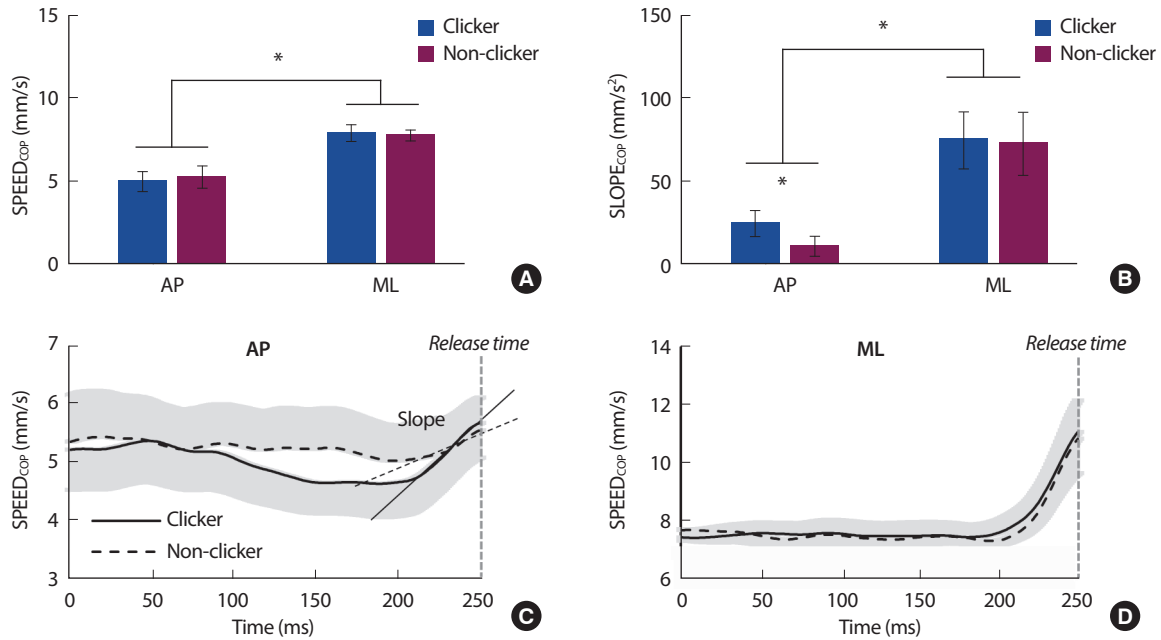 15
10
5
0
SPEEDCOP (mm/s)
Clicker
Non-clicker
*
AP
ML
A
150
100
50
0
SLOPECOP (mm/s²)
Clicker
Non-clicker
*
*
AP
ML
B
7
6
5
4
3
SPEEDCOP (mm/s)
AP
Release time
Slope
Clicker
Non-clicker
0 50 100 150 200 250
Time (ms)
C
14
12
10
8
6
SPEEDCOP (mm/s)
ML
Release time
0 50 100 150 200 250
Time (ms)
D